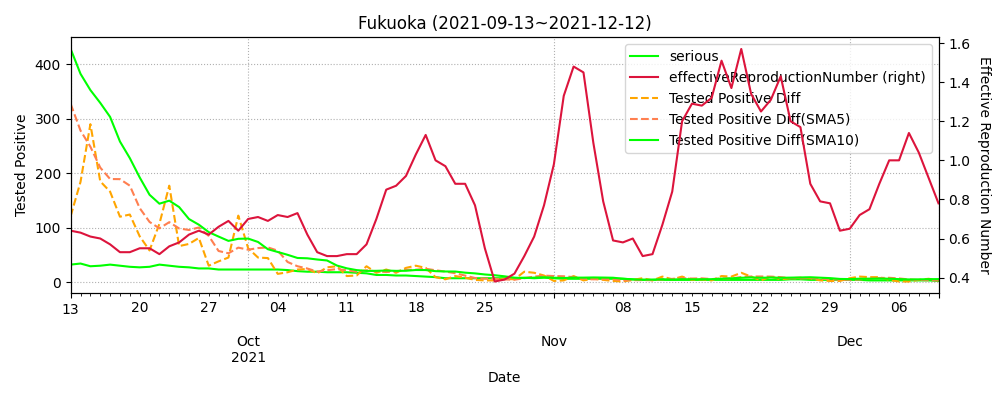 Fukuoka (2021-09-13~2021-12-12)
serious
effectiveReproductionNumber (right)
Tested Positive Diff
Tested Positive Diff(SMA5)
Tested Positive Diff(SMA10)
Tested Positive
400
300
200
100
0
1.6
1.4
1.2
1.0
0.8
0.6
0.4
Effective Reproduction Number
13 20 27 04 11 18 25 08 15 22 29 06
Oct Nov Dec
2021
Date